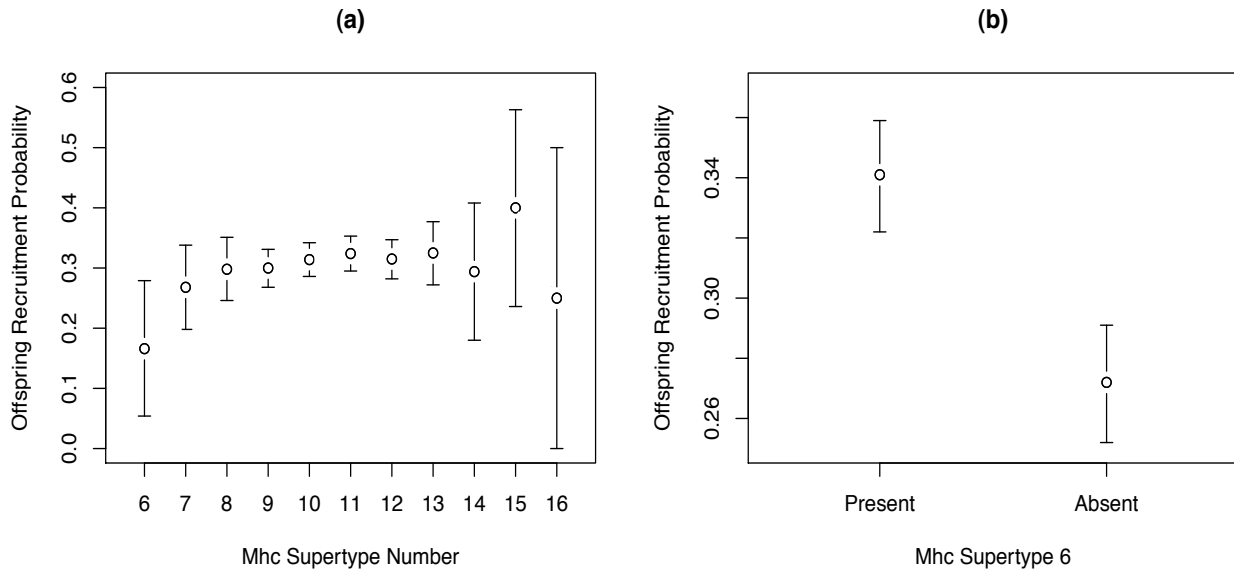 (a)
Offspring Recruitment Probability
0.6
0.5
0.4
0.3
0.2
0.1
0.0
6 7 8 9 10 11 12 13 14 15 16
Mhc Supertype Number
(b)
Offspring Recruitment Probability
0.34
0.30
0.26
Present Absent
Mhc Supertype 6